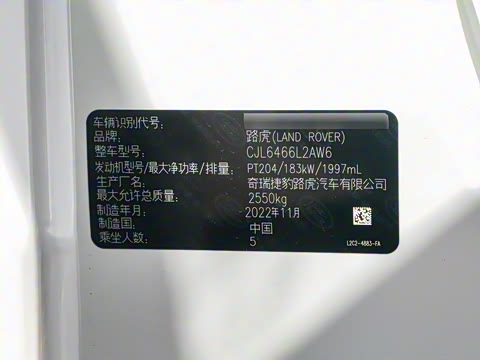 车辆识别代号:
品牌: 路虎(LAND ROVER)
整车型号: CJL6466L2AW6
发动机型号/最大净功率/排量: PT204/183kW/1997mL
生产厂名: 奇瑞捷豹路虎汽车有限公司
最大允许总质量: 2550kg
制造年月: 2022年11月
制造国: 中国
乘坐人数: 5
L2C2-4883-FA